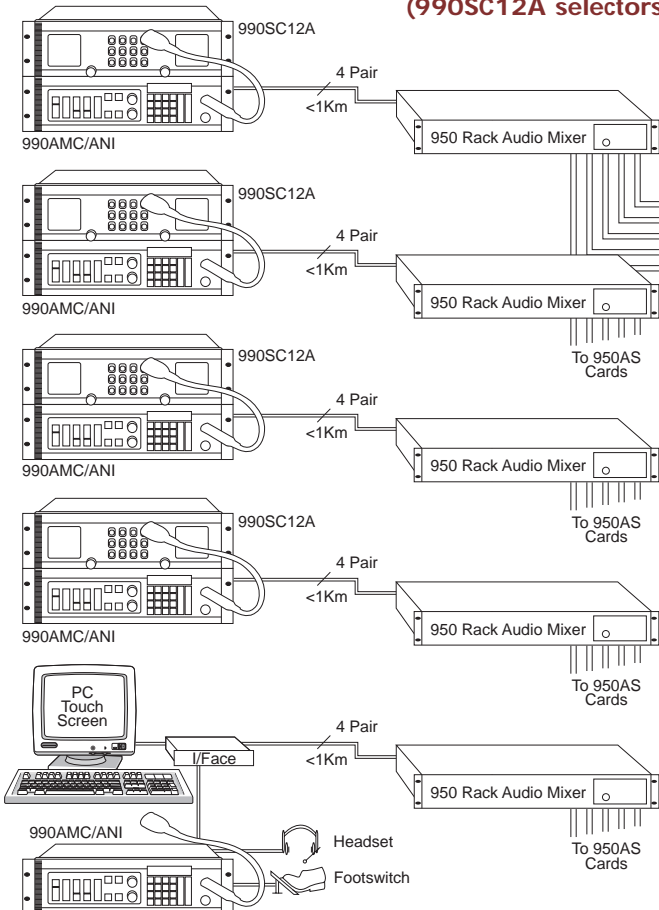 (990SC12A selectors
990SC12A
4 Pair
<1Km
950 Rack Audio Mixer
990AMC/ANI
990SC12A
4 Pair
<1Km
950 Rack Audio Mixer
990AMC/ANI
To 950AS
Cards
990SC12A
4 Pair
<1Km
950 Rack Audio Mixer
990AMC/ANI
To 950AS
Cards
990SC12A
4 Pair
<1Km
950 Rack Audio Mixer
990AMC/ANI
To 950AS
Cards
PC
Touch
Screen
I/Face
4 Pair
<1Km
950 Rack Audio Mixer
990AMC/ANI
Headset
Footswitch
To 950AS
Cards